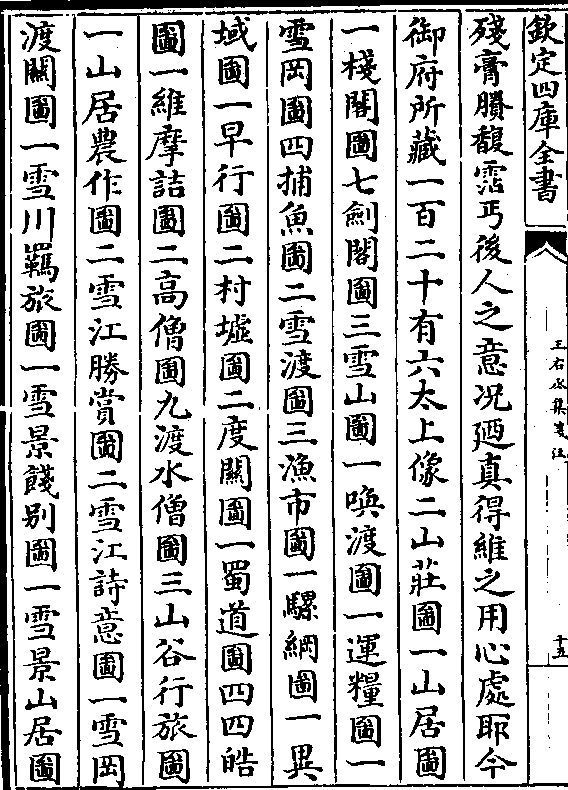 欽定四庫全書
王右丞集箋注
十五
殘膏賸馥霑丐後人之意况廼真得維之用心處耶今
御府所藏一百二十有六太上像二山莊圖一山居圖
一棧閣圖七劍閣圖三雪山圖一喚渡圖一運糧圖一
雪岡圖四捕魚圖二雪渡圖三漁市圖一騾綱圖一異
域圖一早行圖二村墟圖二度關圖一蜀道圖四四皓
圖一維摩詰圖二高僧圖九渡水僧圖三山谷行旅圖
一山居農作圖二雪江勝賞圖二雪江詩意圖一雪岡
渡關圖一雪川羈旅圖一雪景餞别圖一雪景山居圖